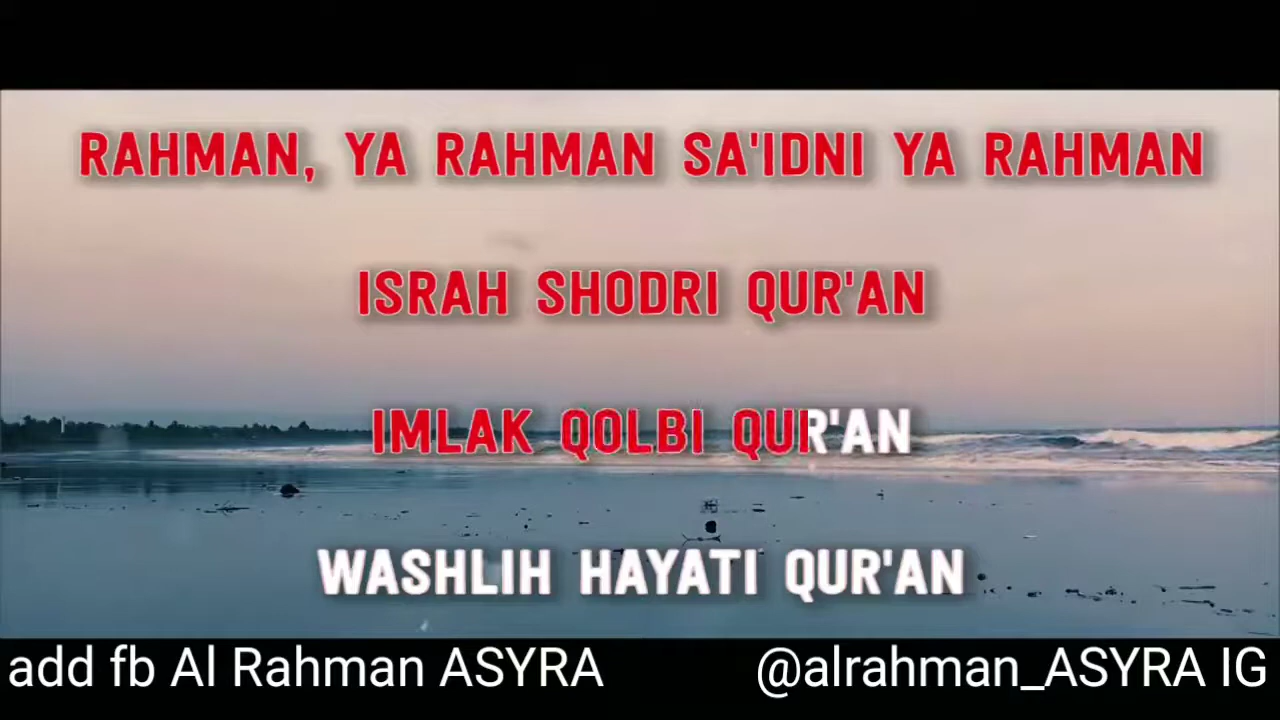 RAHMAN, YA RAHMAN SA'IDNI YA RAHMAN
ISRAH SHODRI QUR'AN
IMLAK QOLBI QUR'AN
WASHLIH HAYATI QUR'AN
add fb Al Rahman ASYRA
@alrahman_ASYRA IG